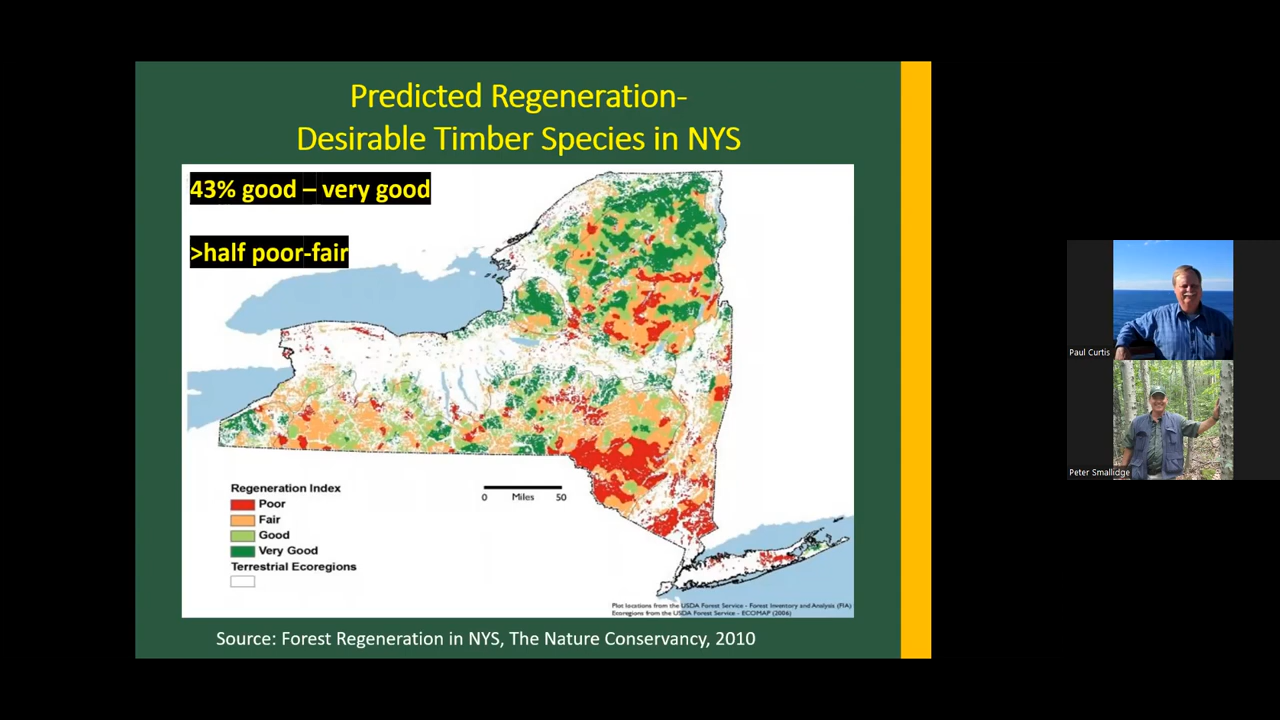 Predicted Regeneration-
Desirable Timber Species in NYS
43% good – very good
>half poor-fair
Regeneration Index
Poor
Fair
Good
Very Good
Terrestrial Ecoregions
0 Miles 50
Plot locations from the USDA Forest Service - Forest Inventory and Analysis (FIA)
Ecoregions from the USDA Forest Service - ECOMAP (2006)
Source: Forest Regeneration in NYS, The Nature Conservancy, 2010
Paul Curtis
Peter Smallidge